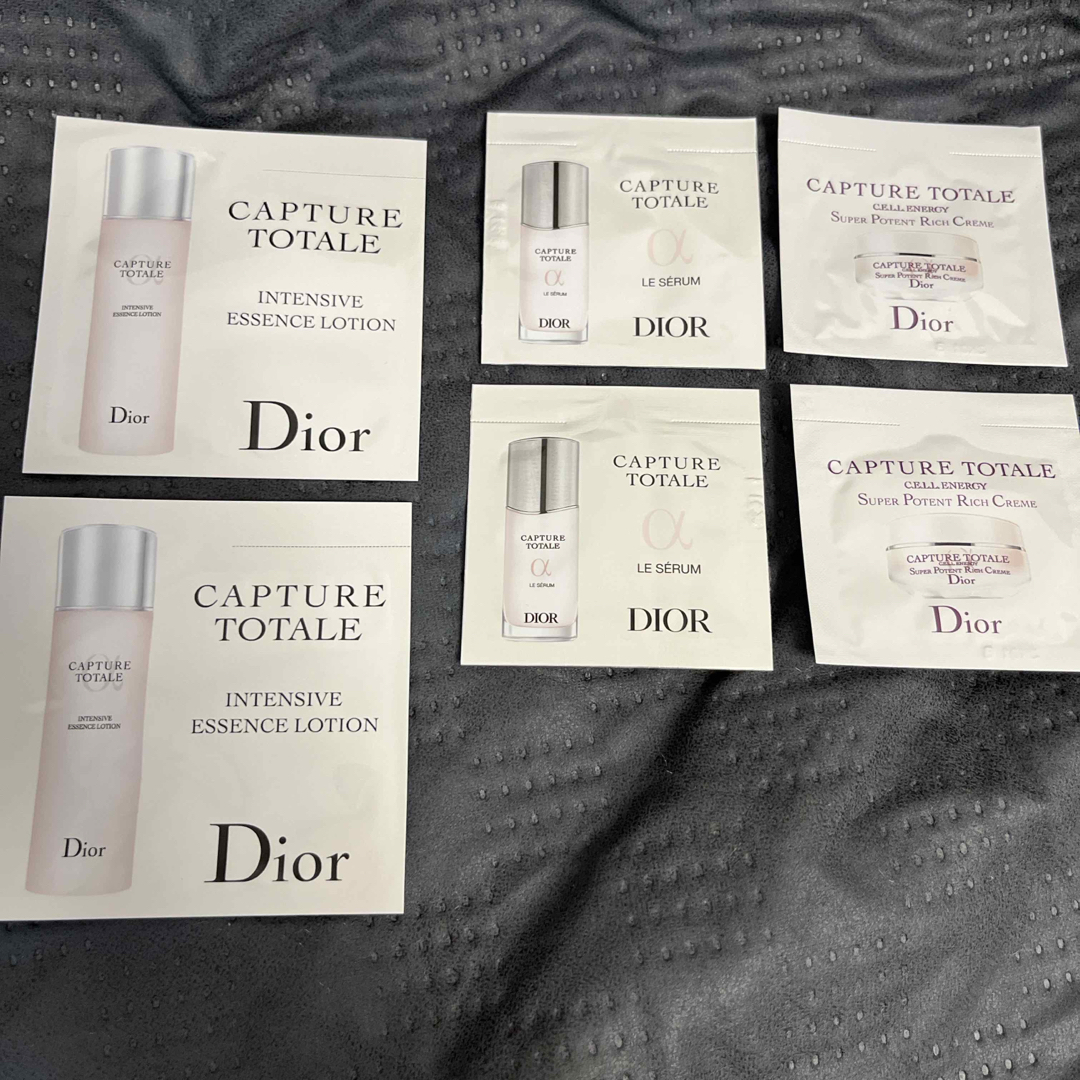 CAPTURE
TOTALE
INTENSIVE
ESSENCE LOTION
Dior
CAPTURE
TOTALE
INTENSIVE
ESSENCE LOTION
Dior
CAPTURE
TOTALE
α
LE SÉRUM
DIOR
CAPTURE
TOTALE
α
LE SÉRUM
DIOR
CAPTURE TOTALE
C.E.L.L. ENERGY
SUPER POTENT RICH CREME
CAPTURE TOTALE
C.E.L.L. ENERGY
SUPER POTENT RICH CREME
Dior
Dior
CAPTURE
TOTALE
INTENSIVE
ESSENCE LOTION
Dior
CAPTURE
TOTALE
INTENSIVE
ESSENCE LOTION
Dior
CAPTURE
TOTALE
α
LE SÉRUM
DIOR
CAPTURE
TOTALE
α
LE SÉRUM
DIOR
CAPTURE TOTALE
C.E.L.L. ENERGY
SUPER POTENT RICH CREME
CAPTURE TOTALE
C.E.L.L. ENERGY
SUPER POTENT RICH CREME
Dior
Dior